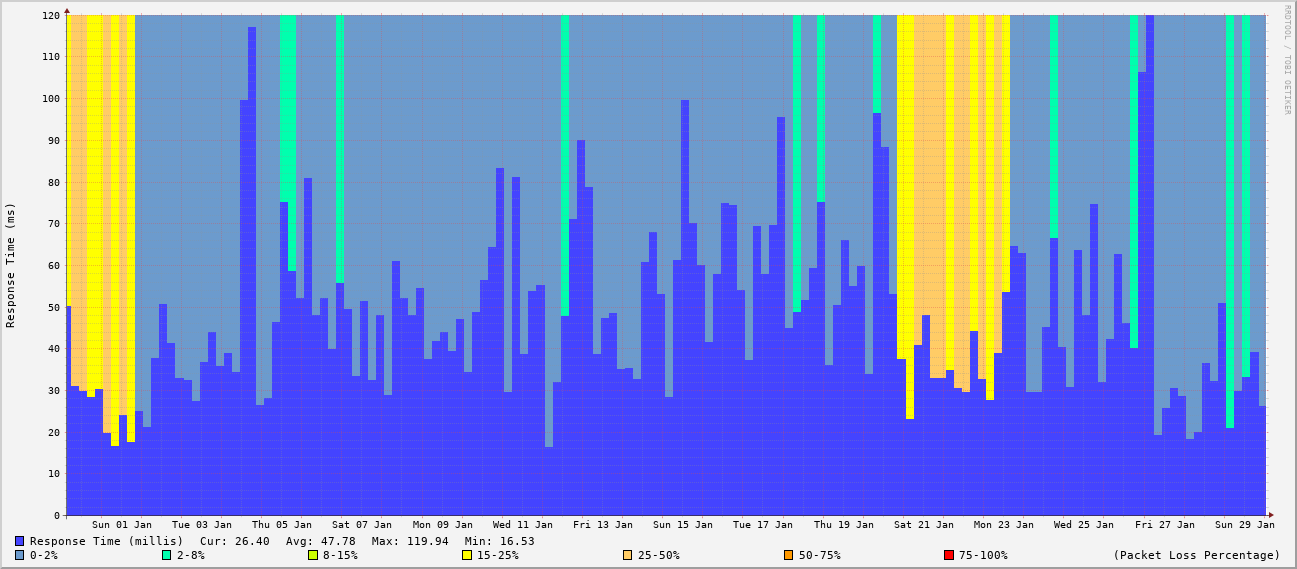 RRDTOOL / TOBI OETIKER
Response Time (ms)
120
110
100
90
80
70
60
50
40
30
20
10
0
Sun 01 Jan Tue 03 Jan Thu 05 Jan Sat 07 Jan Mon 09 Jan Wed 11 Jan Fri 13 Jan Sun 15 Jan Tue 17 Jan Thu 19 Jan Sat 21 Jan Mon 23 Jan Wed 25 Jan Fri 27 Jan Sun 29 Jan
Response Time (millis) Cur: 26.40 Avg: 47.78 Max: 119.94 Min: 16.53
0-2% 2-8% 8-15% 15-25% 25-50% 50-75% 75-100% (Packet Loss Percentage)